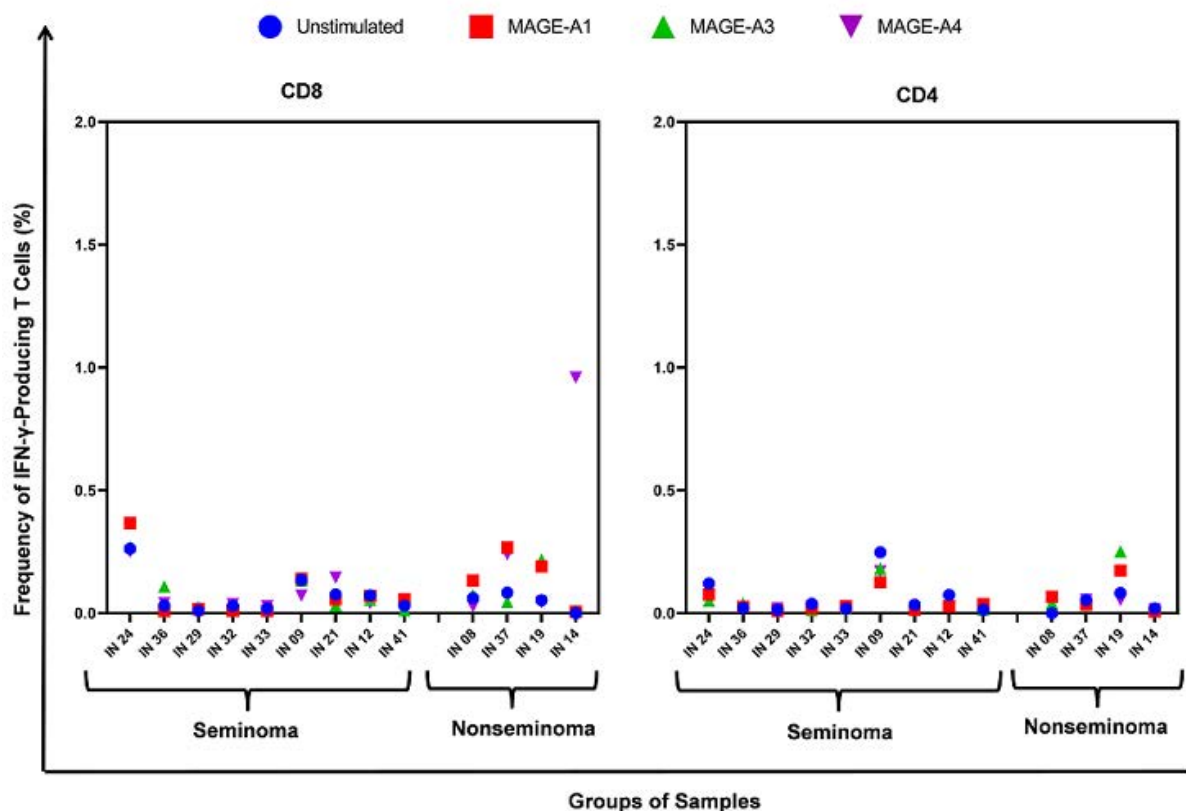 Unstimulated MAGE-A1 MAGE-A3 MAGE-A4
CD8
CD4
Frequency of IFN-γ-Producing T Cells (%)
2.0
1.5
1.0
0.5
0.0
IN 24 IN 36 IN 29 IN 32 IN 33 IN 09 IN 21 IN 12 IN 41 IN 08 IN 37 IN 19 IN 14
Seminoma Nonseminoma
2.0
1.5
1.0
0.5
0.0
IN 24 IN 36 IN 29 IN 32 IN 33 IN 09 IN 21 IN 12 IN 41 IN 08 IN 37 IN 19 IN 14
Seminoma Nonseminoma
Groups of Samples